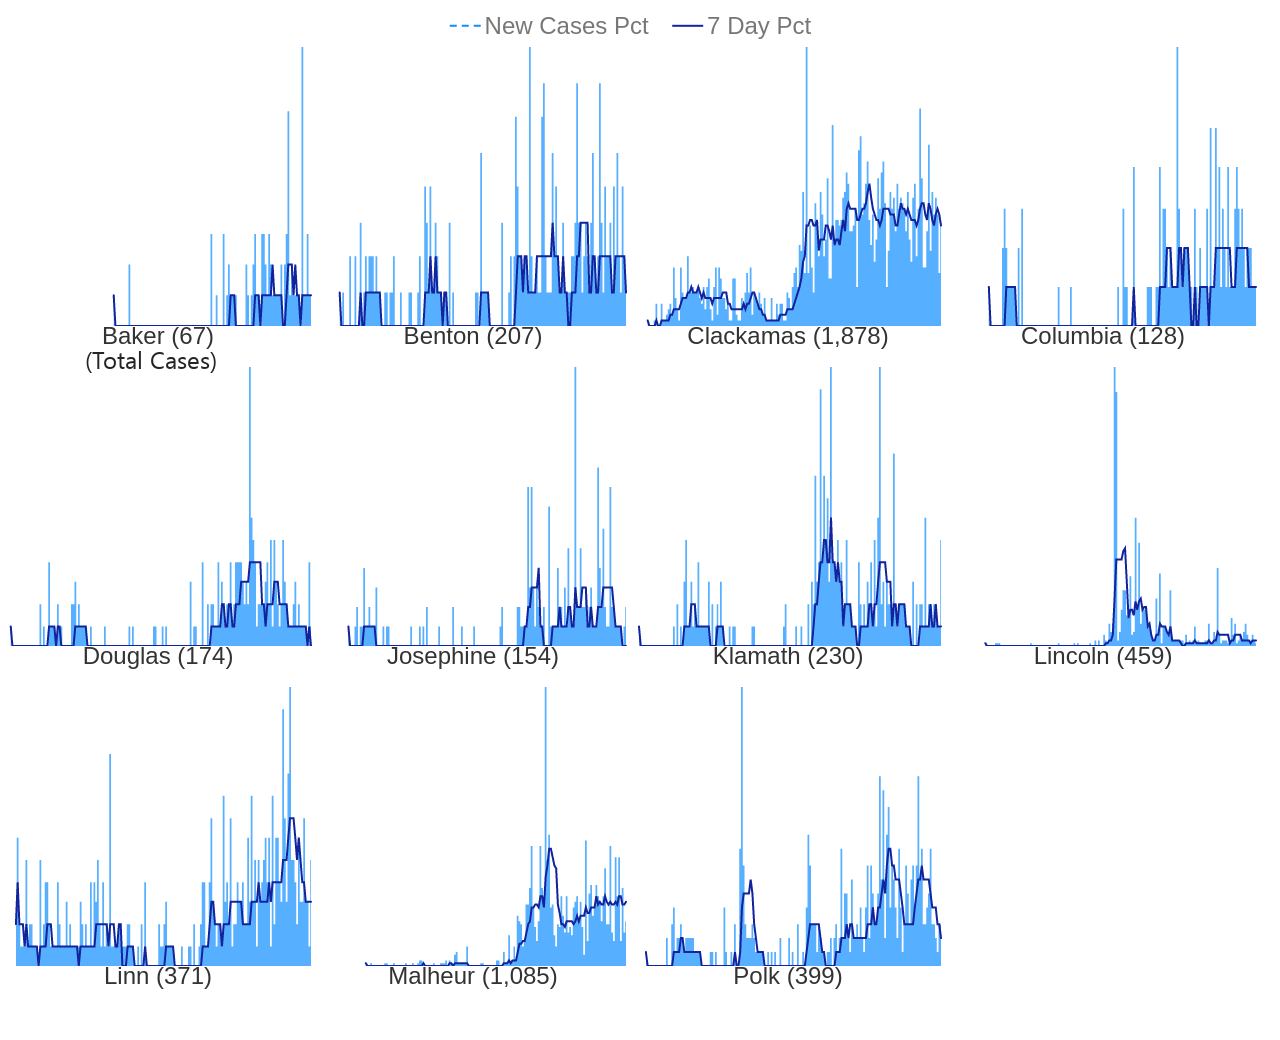 New Cases Pct 7 Day Pct
Baker (67) Benton (207) Clackamas (1,878) Columbia (128)
(Total Cases)
Douglas (174) Josephine (154) Klamath (230) Lincoln (459)
Linn (371) Malheur (1,085) Polk (399)